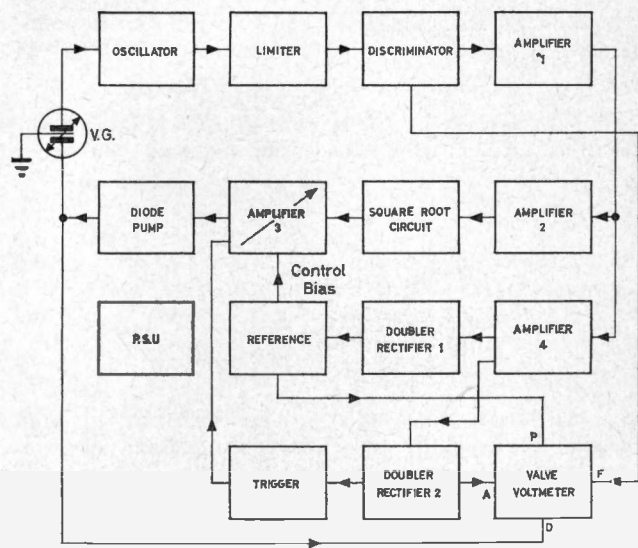 OSCILLATOR
LIMITER
DISCRIMINATOR
AMPLIFIER
1
V.G.
DIODE
PUMP
AMPLIFIER
3
SQUARE ROOT
CIRCUIT
AMPLIFIER
2
Control
Bias
P.S.U
REFERENCE
DOUBLER
RECTIFIER 1
AMPLIFIER
4
P
TRIGGER
DOUBLER
RECTIFIER 2
A
VALVE
VOLTMETER
F
D